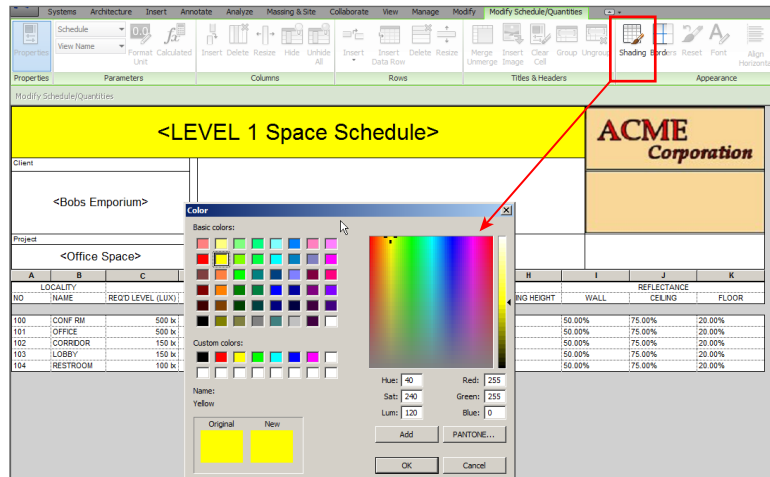 Systems Architecture Insert Annotate Analyze Massing & Site Collaborate View Manage Modify Modify Schedule/Quantities
Properties
Schedule
View Name
Format Unit
Calculated
Insert Delete Resize Hide Unhide All
Insert
Insert Data Row
Delete Resize
Merge Unmerge
Insert Image
Clear Cell
Group Ungroup
Shading Borders Reset Font
Align Horizonta
Properties Parameters Columns Rows Titles & Headers Appearance
Modify Schedule/Quantities
<LEVEL 1 Space Schedule>
ACME
Corporation
Client
<Bobs Emporium>
Project
<Office Space>
A B C H I J K
LOCALITY REFLECTANCE
NO NAME REQ'D LEVEL (LUX) NG HEIGHT WALL CEILING FLOOR
100 CONF RM 500 lx 50.00% 75.00% 20.00%
101 OFFICE 500 lx 50.00% 75.00% 20.00%
102 CORRIDOR 150 lx 50.00% 75.00% 20.00%
103 LOBBY 150 lx 50.00% 75.00% 20.00%
104 RESTROOM 100 lx 50.00% 75.00% 20.00%
Color
Basic colors:
Custom colors:
Name:
Yellow
Original New
Hue: 40 Red: 255
Sat: 240 Green: 255
Lum: 120 Blue: 0
Add PANTONE...
OK Cancel